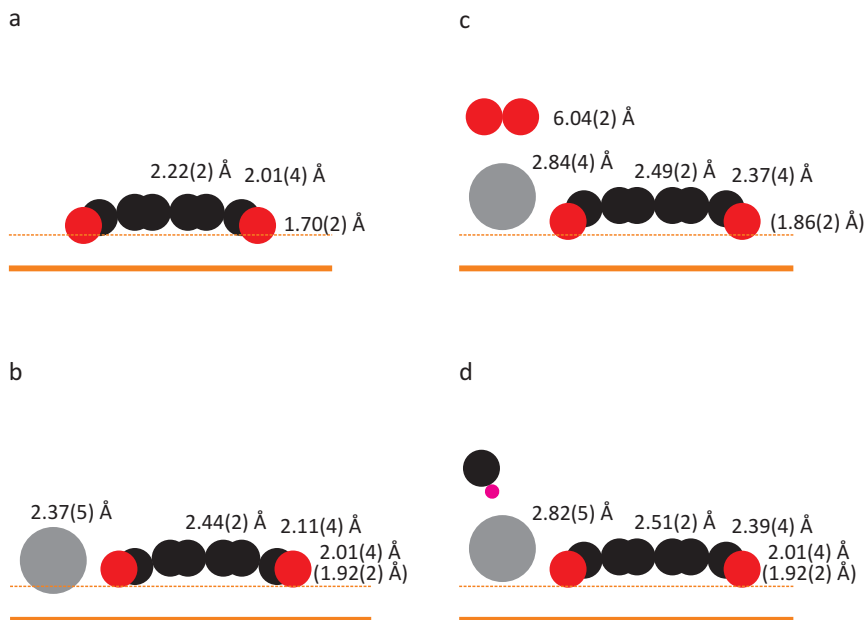 a
2.22(2) Å
2.01(4) Å
1.70(2) Å
c
6.04(2) Å
2.84(4) Å
2.49(2) Å
2.37(4) Å
(1.86(2) Å)
b
2.37(5) Å
2.44(2) Å
2.11(4) Å
2.01(4) Å
(1.92(2) Å)
d
2.82(5) Å
2.51(2) Å
2.39(4) Å
2.01(4) Å
(1.92(2) Å)